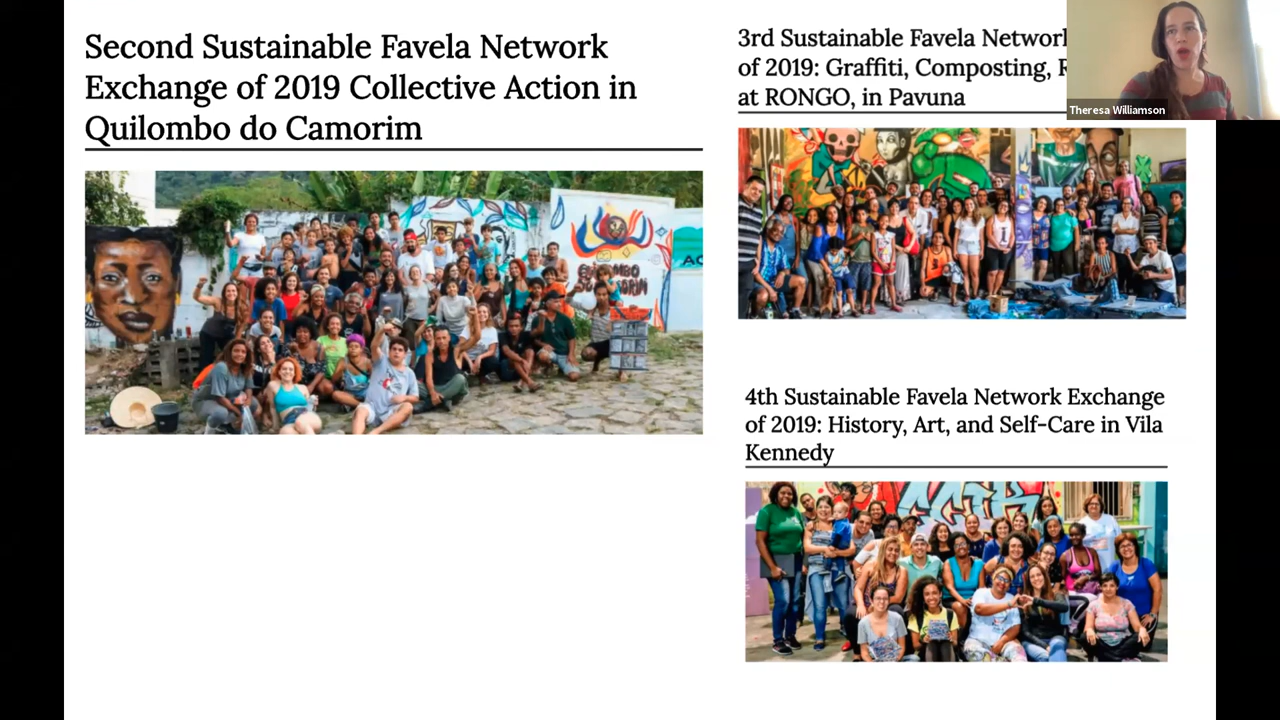 Second Sustainable Favela Network
Exchange of 2019 Collective Action in
Quilombo do Camorim
3rd Sustainable Favela Network
of 2019: Graffiti, Composting,
at RONGO, in Pavuna
Theresa Williamson
4th Sustainable Favela Network Exchange
of 2019: History, Art, and Self-Care in Vila
Kennedy